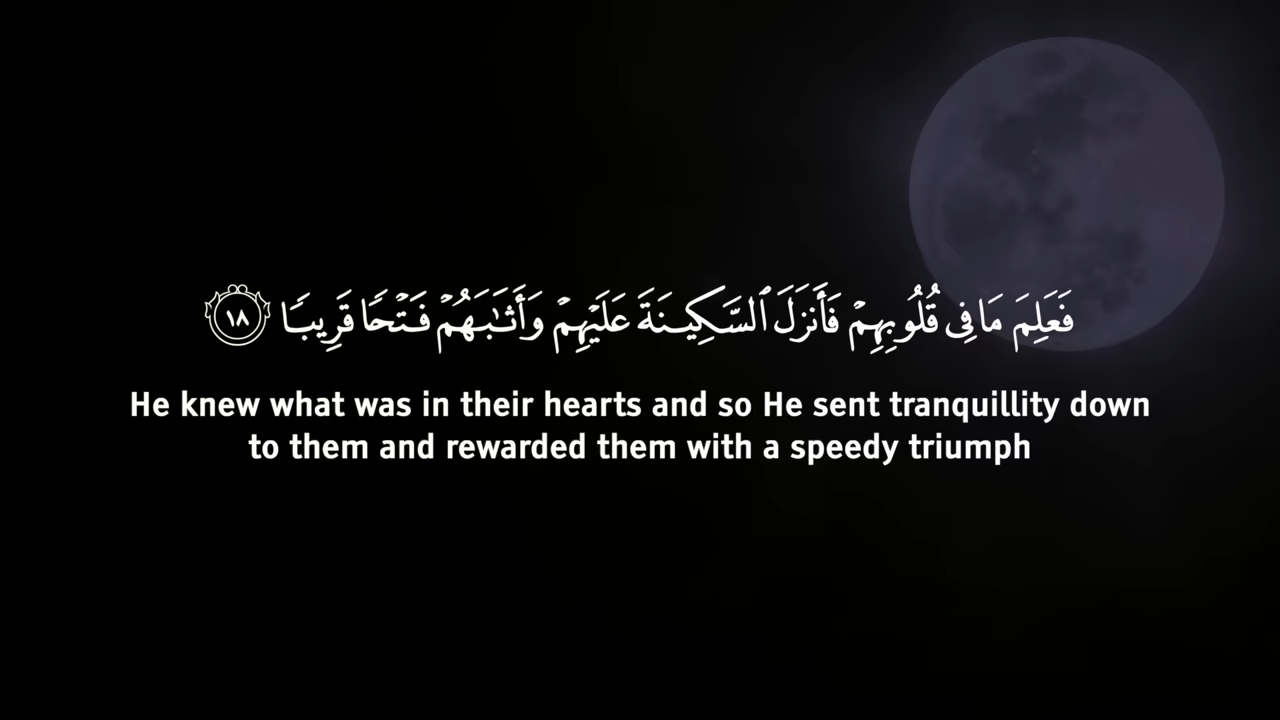 فَعَلِمَ مَا فِى قُلُوبِهِمْ فَأَنزَلَ ٱلسَّكِينَةَ عَلَيْهِمْ وَأَثَـٰبَهُمْ فَتْحًا قَرِيبًا ١٨
He knew what was in their hearts and so He sent tranquillity down
to them and rewarded them with a speedy triumph